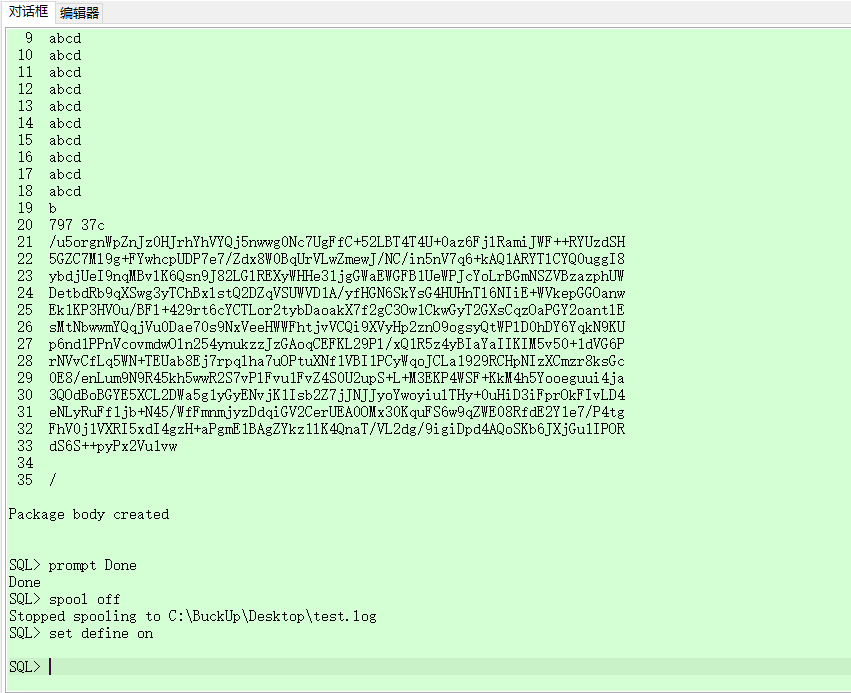 对话框 编辑器
9 abcd
10 abcd
11 abcd
12 abcd
13 abcd
14 abcd
15 abcd
16 abcd
17 abcd
18 abcd
19 b
20 797 37c
21 /u5orgnWpZnJz0HJrhYhVYQj5nwwg0Nc7UgFfC+52LBT4T4U+0az6Fj1RamiJWF++RYUzdSH
22 5GZC7M19g+FYwhcpUDP7e7/Zdx8W0BqUrVLwZmewJ/NC/in5nV7q6+kAQ1ARYT1CYQ0uggI8
23 ybdjUeI9nqMBv1K6Qsn9J82LG1REXyWHHe31jgGWaEWGFB1UeWPJcYoLrBGmNSZVBzazphUW
24 DetbdRb9qXSwg3yTChBx1stQ2DZqVSUWVD1A/yfHGN6SkYsG4HUHnT16NIiE+WVkepGGOanw
25 Ek1KP3HVOu/BF1+429rt6cYCTLor2tybDaoakX7f2gC3Ow1CkwGyT2GXsCqzOaPGY2oant1E
26 sMtNbwwmYQqjVu0Dae70s9NxVeeHWWFhtjvVCQi9XVyHp2zn09ogsyQtWP1D0hDY6YqkN9KU
27 p6nd1PPnVcovmdwO1n254ynukzzJzGAoqCEFKL29P1/xQ1R5z4yBIaYaIIKIM5v50+1dVG6P
28 rNVvCfLq5WN+TEUab8Ej7rpq1ha7uOPtuXNf1VBI1PCyWqoJCLa1929RCHpNIzXCmzr8ksGc
29 0E8/enLum9N9R45kh5wwR2S7vP1Fvu1FvZ4S0U2upS+L+M3EKP4WSF+KkM4h5Yooeguui4ja
30 3QOdBoBGYE5XCL2DWa5g1yGyENvjK1Isb2Z7jJNJJyoYwoyiu1THy+0uHiD3iFprOkFIvLD4
31 eNLyRuFf1jb+N45/WfFmnmjyzDdqiGV2CerUEAOOMx30KquFS6w9qZWE08RfdE2Y1e7/P4tg
32 FhV0j1VXRI5xdI4gzH+aPgmE1BAgZYkz11K4QnaT/VL2dg/9igiDpd4AQoSKb6JXjGu1IPOR
33 dS6S++pyPx2Vu1vw
34
35 /
Package body created
SQL> prompt Done
Done
SQL> spool off
Stopped spooling to C:\BuckUp\Desktop\test.log
SQL> set define on
SQL>